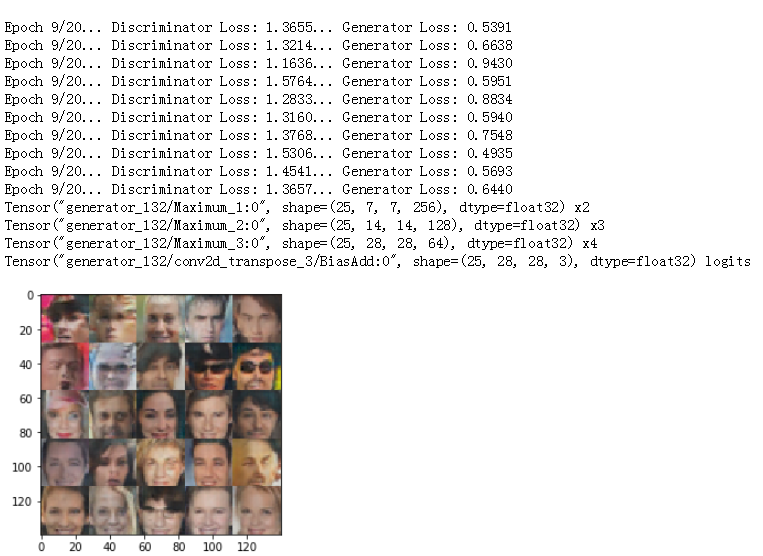 Epoch 9/20... Discriminator Loss: 1.3655... Generator Loss: 0.5391
Epoch 9/20... Discriminator Loss: 1.3214... Generator Loss: 0.6638
Epoch 9/20... Discriminator Loss: 1.1636... Generator Loss: 0.9430
Epoch 9/20... Discriminator Loss: 1.5764... Generator Loss: 0.5951
Epoch 9/20... Discriminator Loss: 1.2833... Generator Loss: 0.8834
Epoch 9/20... Discriminator Loss: 1.3160... Generator Loss: 0.5940
Epoch 9/20... Discriminator Loss: 1.3768... Generator Loss: 0.7548
Epoch 9/20... Discriminator Loss: 1.5306... Generator Loss: 0.4935
Epoch 9/20... Discriminator Loss: 1.4541... Generator Loss: 0.5693
Epoch 9/20... Discriminator Loss: 1.3657... Generator Loss: 0.6440
Tensor("generator_132/Maximum_1:0", shape=(25, 7, 7, 256), dtype=float32) x2
Tensor("generator_132/Maximum_2:0", shape=(25, 14, 14, 128), dtype=float32) x3
Tensor("generator_132/Maximum_3:0", shape=(25, 28, 28, 64), dtype=float32) x4
Tensor("generator_132/conv2d_transpose_3/BiasAdd:0", shape=(25, 28, 28, 3), dtype=float32) logits
0
20
40
60
80
100
120
0 20 40 60 80 100 120